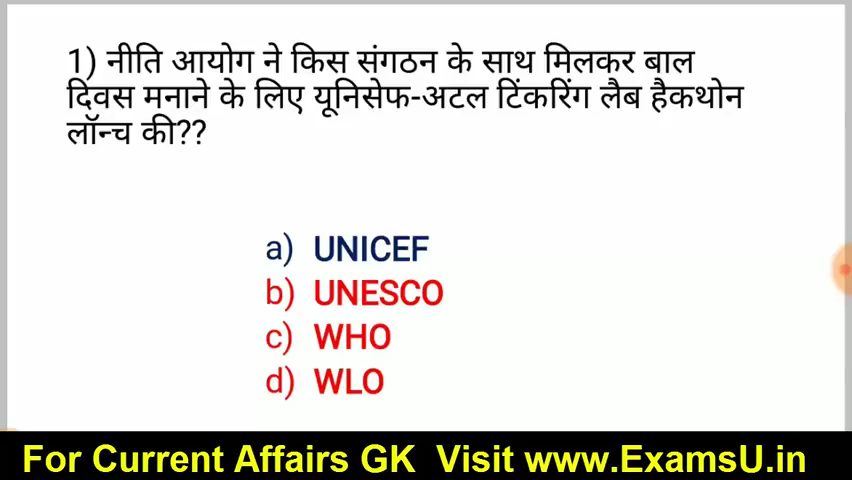 1) नीति आयोग ने किस संगठन के साथ मिलकर बाल
दिवस मनाने के लिए यूनिसेफ-अटल टिंकरिंग लैब हैकथोन
लॉन्च की??
a) UNICEF
b) UNESCO
c) WHO
d) WLO
For Current Affairs GK Visit www.ExamsU.in